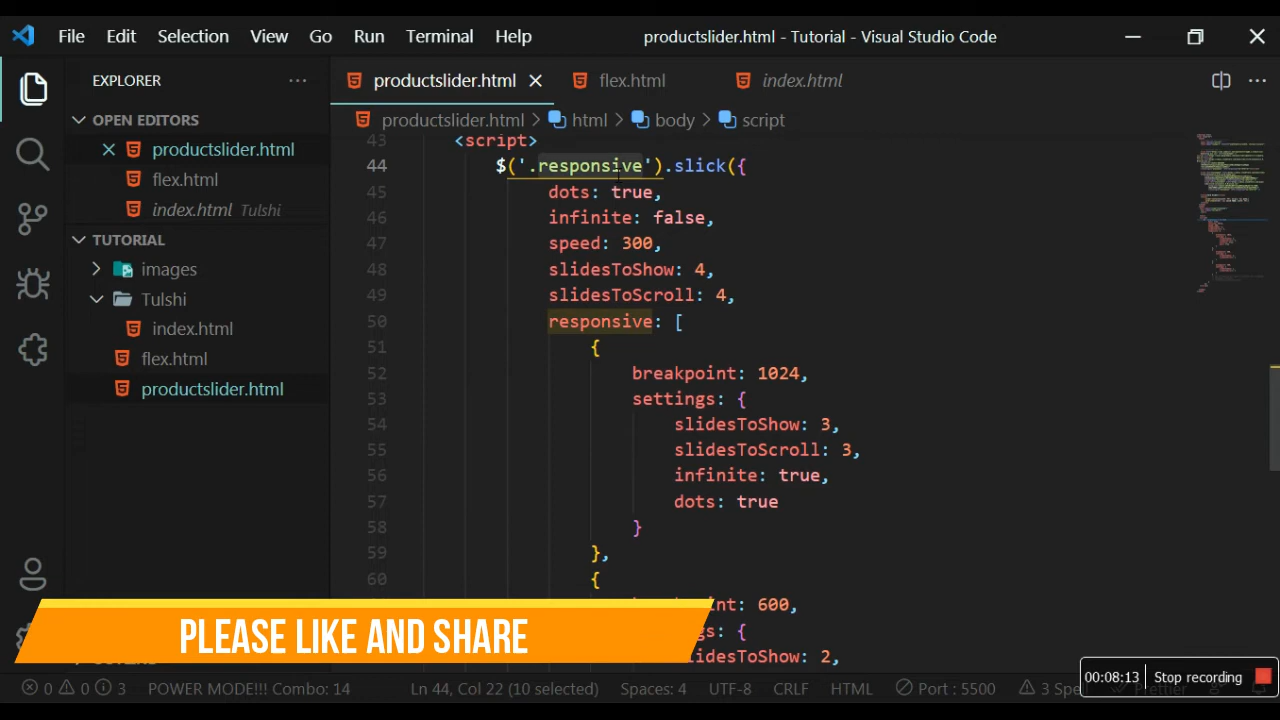 File Edit Selection View Go Run Terminal Help productslider.html - Tutorial - Visual Studio Code
EXPLORER
OPEN EDITORS
productslider.html
flex.html
index.html Tulshi
TUTORIAL
images
Tulshi
index.html
flex.html
productslider.html
productslider.html flex.html index.html
productslider.html > html > body > script
43 <script>
44 $('.responsive').slick({
45 dots: true,
46 infinite: false,
47 speed: 300,
48 slidesToShow: 4,
49 slidesToScroll: 4,
50 responsive: [
51 {
52 breakpoint: 1024,
53 settings: {
54 slidesToShow: 3,
55 slidesToScroll: 3,
56 infinite: true,
57 dots: true
58 }
59 },
60 {
600,
{
slidesToShow: 2,
PLEASE LIKE AND SHARE
00:08:13 Stop recording
0 0 3 POWER MODE!!! Combo: 14 Ln 44, Col 22 (10 selected) Spaces: 4 UTF-8 CRLF HTML Port : 5500 3 Spell Prettier